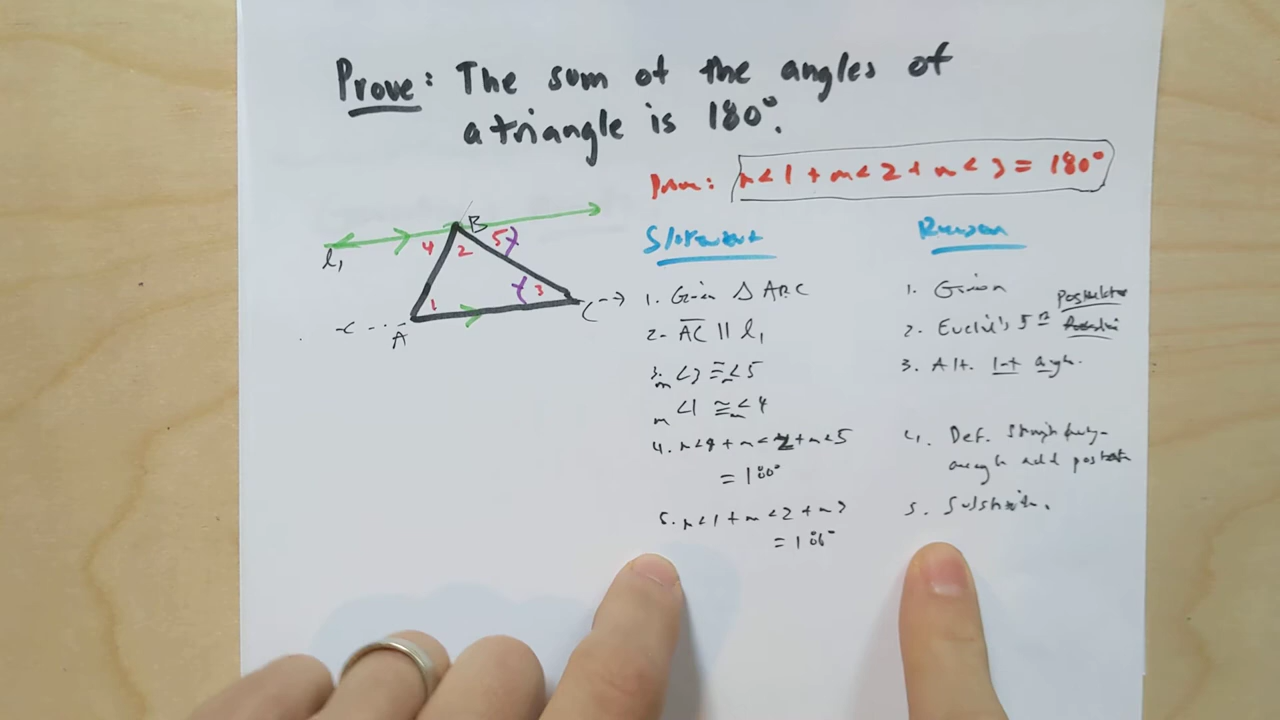 Prove: The sum of the angles of
a triangle is 180°.
Prove: m<1 + m<2 + m<3 = 180°
Statement
Reason
l₁
4
B
2
5
1
3
A
C
1. Given △ ABC
1. Given
2. AC || l₁
2. Euclid's 5th Postulate
3. m<3 ≅ m<5
3. Alt. Int angle.
m<1 ≅ m<4
4. m<4 + m<2 + m<5
= 180°
4. Def. Straight
angle add post
5. m<1 + m<2 + m3
= 180°
5. Substitution.